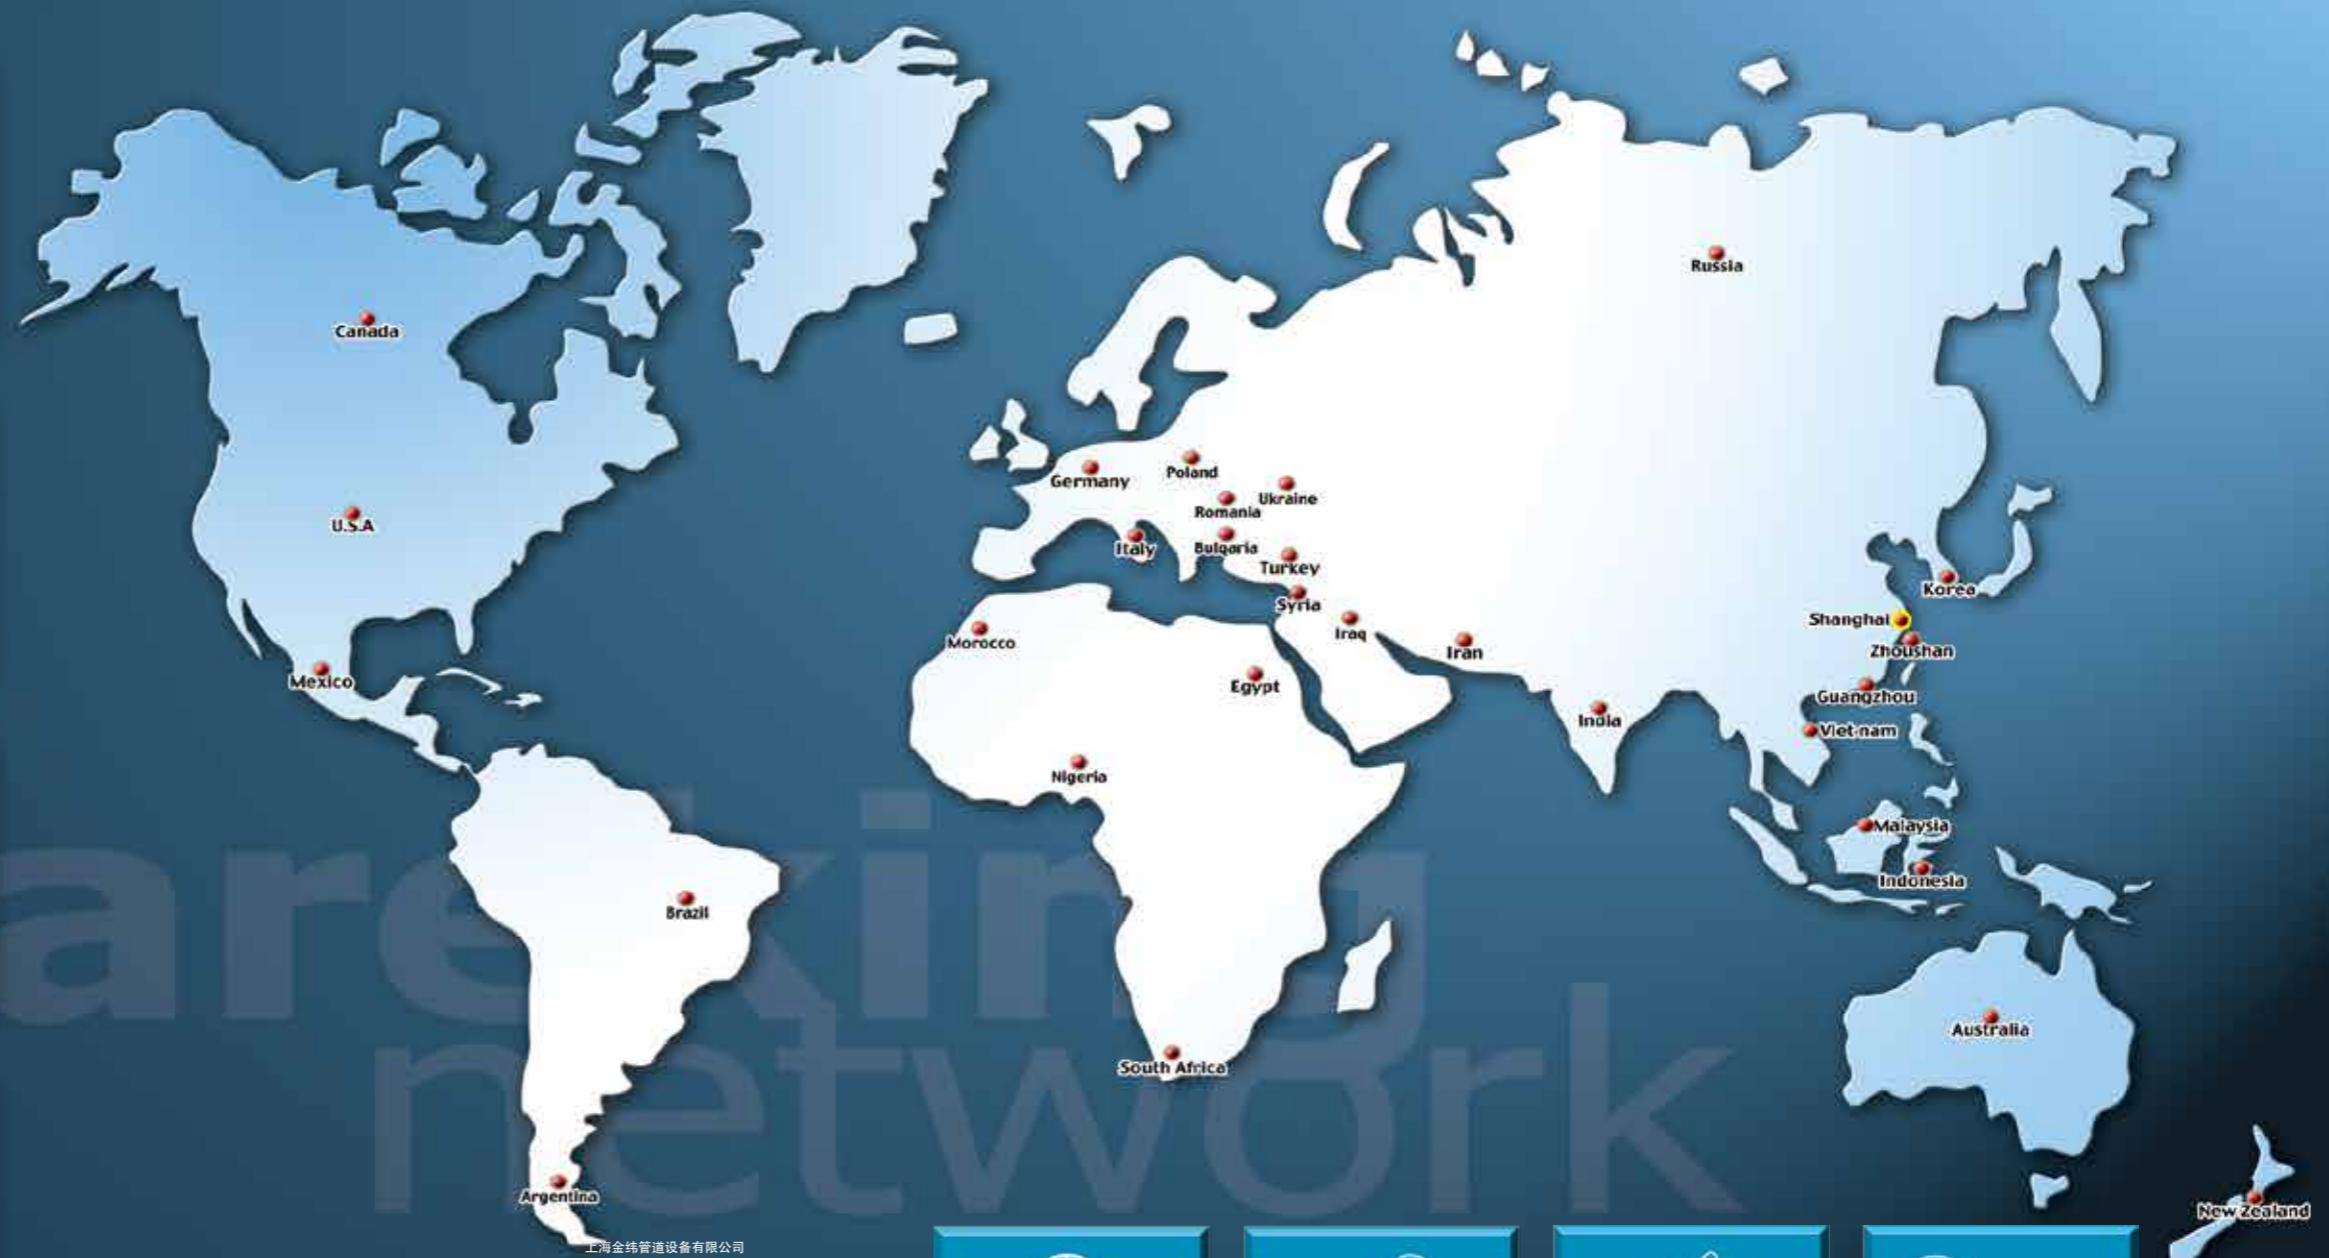 Russia
Canada
Poland
Germany
Ukraine
Romania
U.S.A
Italy
Bulgaria
Turkey
Korea
Syria
Shanghai
Iraq
Morocco
Iran
Zhoushan
Mexico
Egypt
Guangzhou
India
Viet-nam
Nigeria
Malaysia
Indonesia
Brazil
are king
network
Australia
South Africa
Argentina
New Zealand
上海金纬管道设备有限公司